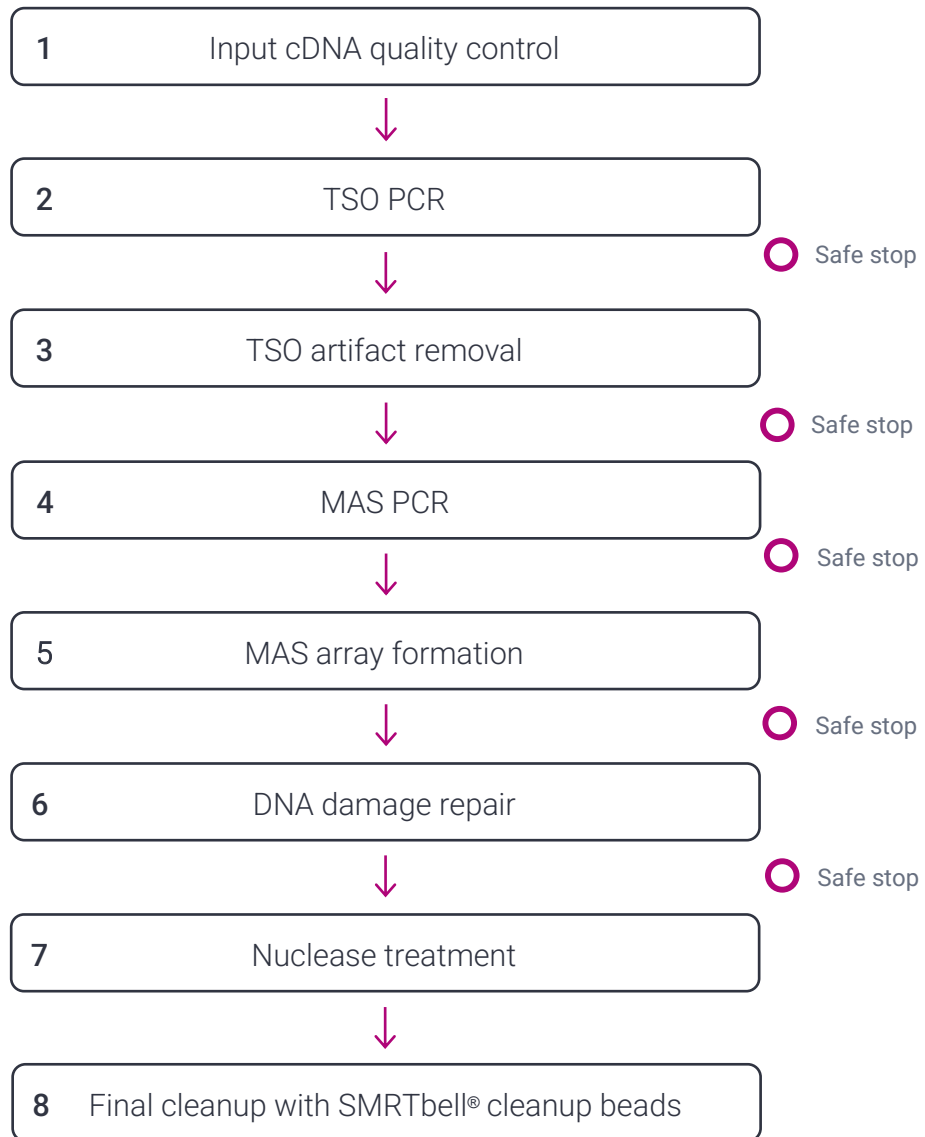 1 Input cDNA quality control
2 TSO PCR
Safe stop
3 TSO artifact removal
Safe stop
4 MAS PCR
Safe stop
5 MAS array formation
Safe stop
6 DNA damage repair
Safe stop
7 Nuclease treatment
8 Final cleanup with SMRTbell® cleanup beads